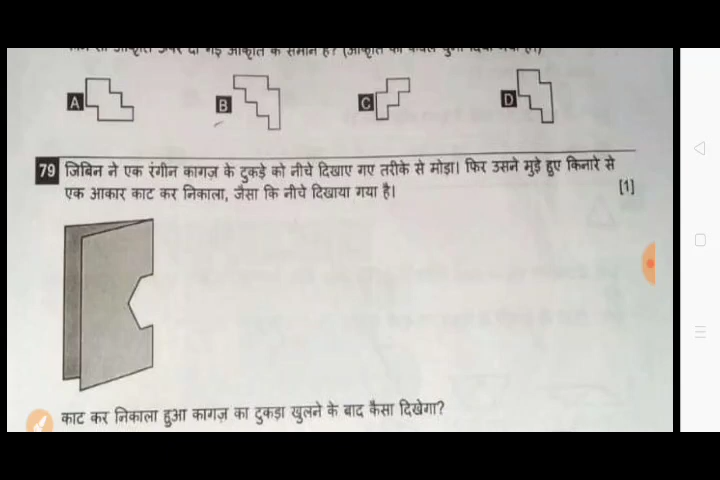 A
B
C
D
79 जिबिन ने एक रंगीन कागज़ के टुकड़े को नीचे दिखाए गए तरीके से मोड़ा। फिर उसने मुड़े हुए किनारे से
एक आकार काट कर निकाला, जैसा कि नीचे दिखाया गया है। [1]
काट कर निकाला हुआ कागज़ का टुकड़ा खुलने के बाद कैसा दिखेगा?